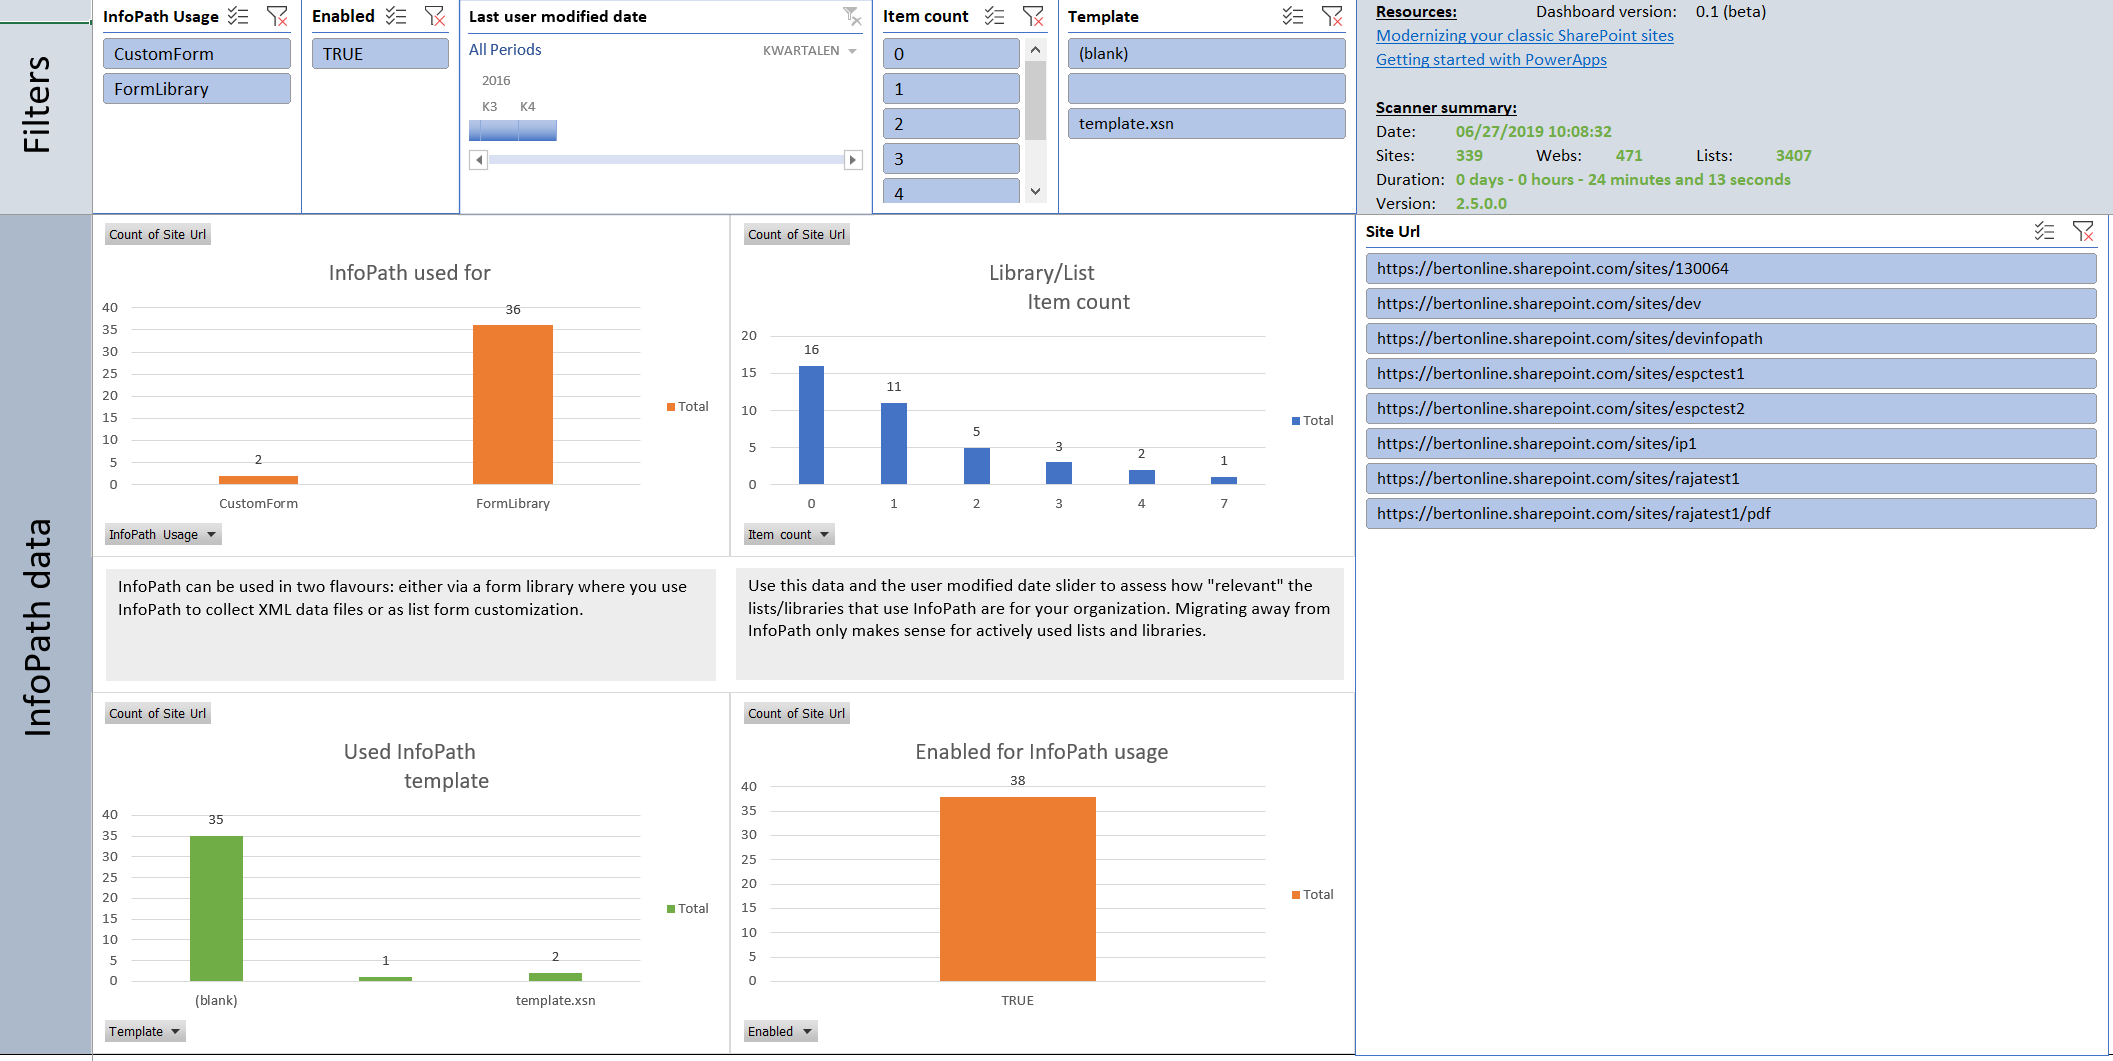 Filters
InfoPath Usage
CustomForm
FormLibrary
Enabled
TRUE
Last user modified date
All Periods
KWARTALEN
2016
K3 K4
Item count
0
1
2
3
4
Template
(blank)
template.xsn
Resources: Dashboard version: 0.1 (beta)
Modernizing your classic SharePoint sites
Getting started with PowerApps
Scanner summary:
Date: 06/27/2019 10:08:32
Sites: 339 Webs: 471 Lists: 3407
Duration: 0 days - 0 hours - 24 minutes and 13 seconds
Version: 2.5.0.0
InfoPath data
Count of Site Url
InfoPath used for
40
35
30
25
20
15
10
5
0
2
36
CustomForm FormLibrary
Total
InfoPath Usage
Count of Site Url
Library/List
Item count
20
15
10
5
0
16
11
5
3
2
1
0 1 2 3 4 7
Total
Item count
InfoPath can be used in two flavours: either via a form library where you use
InfoPath to collect XML data files or as list form customization.
Use this data and the user modified date slider to assess how "relevant" the
lists/libraries that use InfoPath are for your organization. Migrating away from
InfoPath only makes sense for actively used lists and libraries.
Count of Site Url
Used InfoPath
template
40
35
30
25
20
15
10
5
0
35
1
2
(blank) template.xsn
Total
Template
Count of Site Url
Enabled for InfoPath usage
40
35
30
25
20
15
10
5
0
38
TRUE
Total
Enabled
Site Url
https://bertonline.sharepoint.com/sites/130064
https://bertonline.sharepoint.com/sites/dev
https://bertonline.sharepoint.com/sites/devinfopath
https://bertonline.sharepoint.com/sites/espctest1
https://bertonline.sharepoint.com/sites/espctest2
https://bertonline.sharepoint.com/sites/ip1
https://bertonline.sharepoint.com/sites/rajatest1
https://bertonline.sharepoint.com/sites/rajatest1/pdf